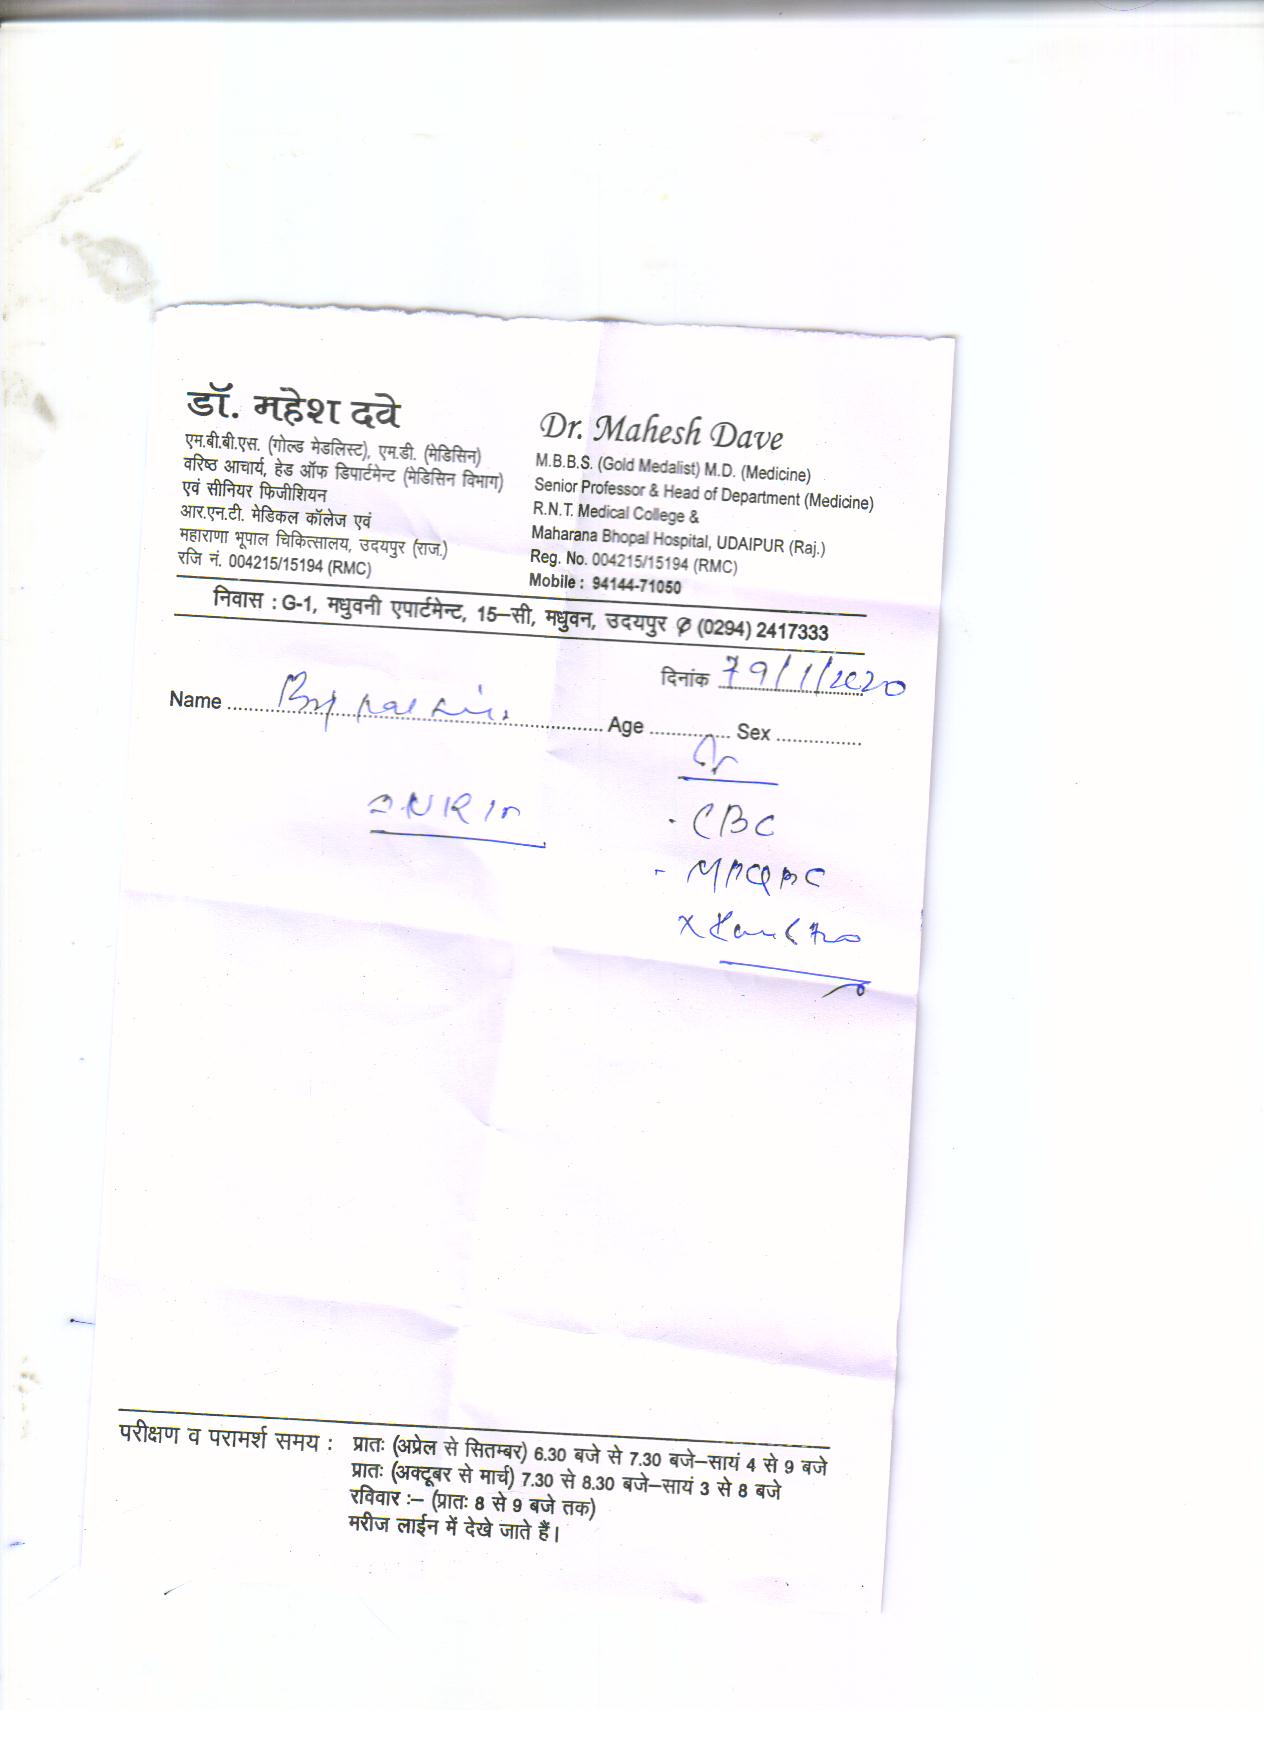 डॉ. महेश दवे
एम.बी.बी.एस. (गोल्ड मेडलिस्ट), एम.डी. (मेडिसिन)
वरिष्ठ आचार्य, हेड ऑफ डिपार्टमेन्ट (मेडिसिन विभाग)
एवं सीनियर फिजीशियन
आर.एन.टी. मेडिकल कॉलेज एवं
महाराणा भूपाल चिकित्सालय, उदयपुर (राज.)
रजि नं. 004215/15194 (RMC)
Dr. Mahesh Dave
M.B.B.S. (Gold Medalist) M.D. (Medicine)
Senior Professor & Head of Department (Medicine)
R.N.T. Medical College &
Maharana Bhopal Hospital, UDAIPUR (Raj.)
Reg. No. 004215/15194 (RMC)
Mobile : 94144-71050
निवास : G-1, मधुवनी एपार्टमेन्ट, 15–सी, मधुवन, उदयपुर ✆ (0294) 2417333
दिनांक /1/2020
Name Age Sex
- CBC
परीक्षण व परामर्श समय : प्रातः (अप्रेल से सितम्बर) 6.30 बजे से 7.30 बजे–सायं 4 से 9 बजे
प्रातः (अक्टूबर से मार्च) 7.30 से 8.30 बजे–सायं 3 से 8 बजे
रविवार :– (प्रातः 8 से 9 बजे तक)
मरीज लाईन में देखे जाते हैं।